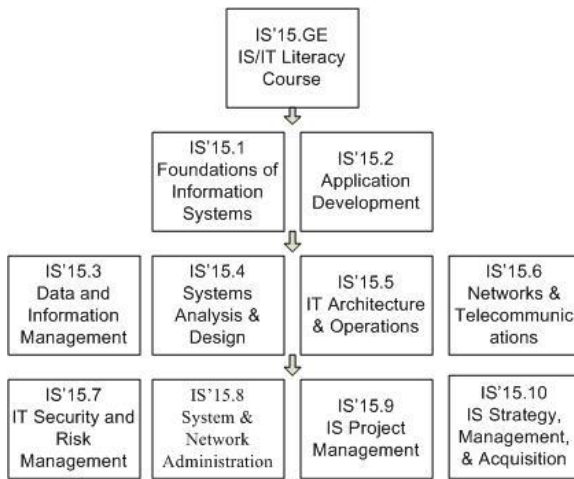 IS'15.GE
IS/IT Literacy
Course
IS'15.1
Foundations of
Information
Systems
IS'15.2
Application
Development
IS'15.3
Data and
Information
Management
IS'15.4
Systems
Analysis &
Design
IS'15.5
IT Architecture
& Operations
IS'15.6
Networks &
Telecommunic
ations
IS'15.7
IT Security and
Risk
Management
IS'15.8
System &
Network
Administration
IS'15.9
IS Project
Management
IS'15.10
IS Strategy,
Management,
& Acquisition